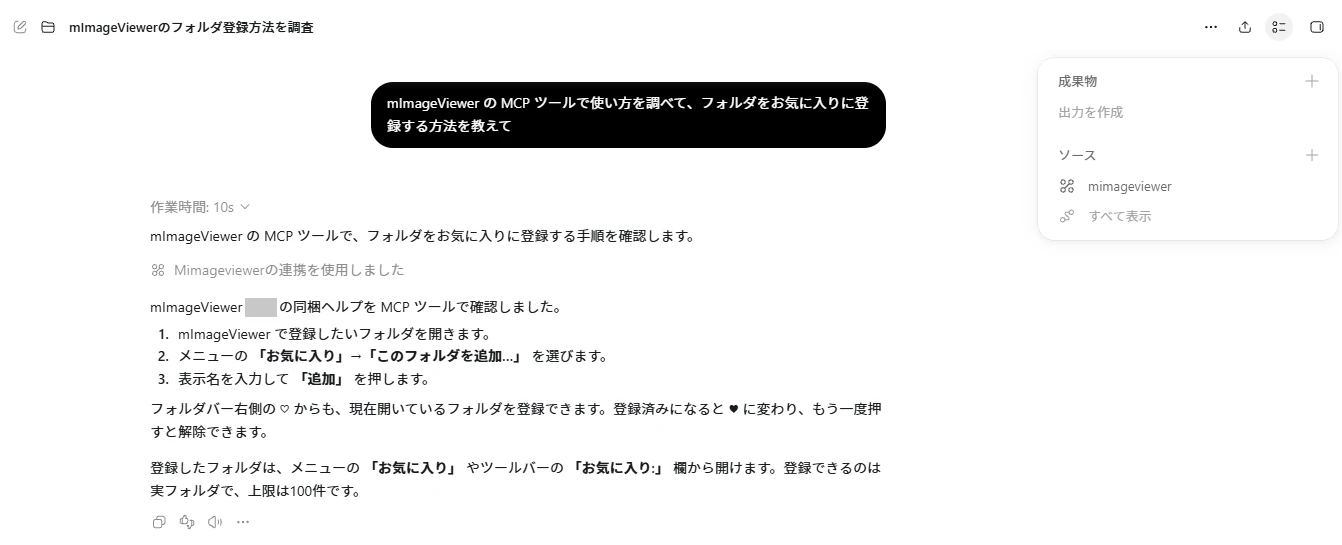 mImageViewerのフォルダ登録方法を調査
成果物
出力を作成
ソース
mimageviewer
すべて表示
mImageViewer の MCP ツールで使い方を調べて、フォルダをお気に入りに登
録する方法を教えて
作業時間: 10s
mImageViewer の MCP ツールで、フォルダをお気に入りに登録する手順を確認します。
Mimageviewerの連携を使用しました
mImageViewer の同梱ヘルプを MCP ツールで確認しました。
1. mImageViewer で登録したいフォルダを開きます。
2. メニューの 「お気に入り」→「このフォルダを追加...」 を選びます。
3. 表示名を入力して 「追加」 を押します。
フォルダバー右側の ♡ からも、現在開いているフォルダを登録できます。登録済みになると ♥ に変わり、もう一度押
すと解除できます。
登録したフォルダは、メニューの 「お気に入り」 やツールバーの 「お気に入り:」 欄から開けます。登録できるのは
実フォルダで、上限は100件です。